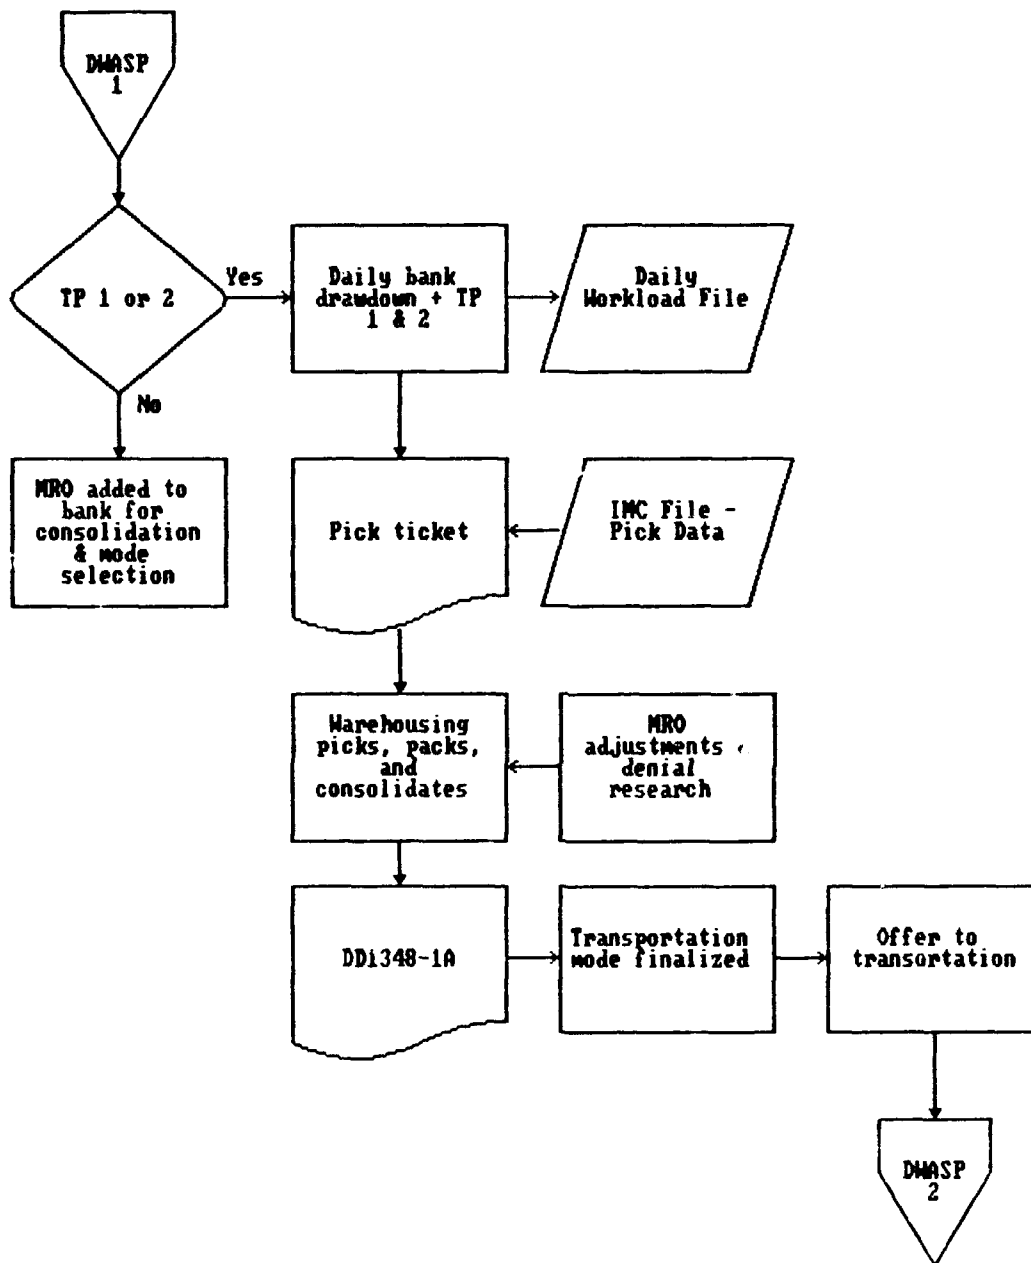 DWASP
1
TP 1 or 2
Yes
No
Daily bank
drawdown + TP
1 & 2
Daily
Workload File
MRO added to
bank for
consolidation
& mode
selection
Pick ticket
IMC File -
Pick Data
Warehousing
picks, packs,
and
consolidates
MRO
adjustments
denial
research
DD1348-1A
Transportation
mode finalized
Offer to
transortation
DWASP
2